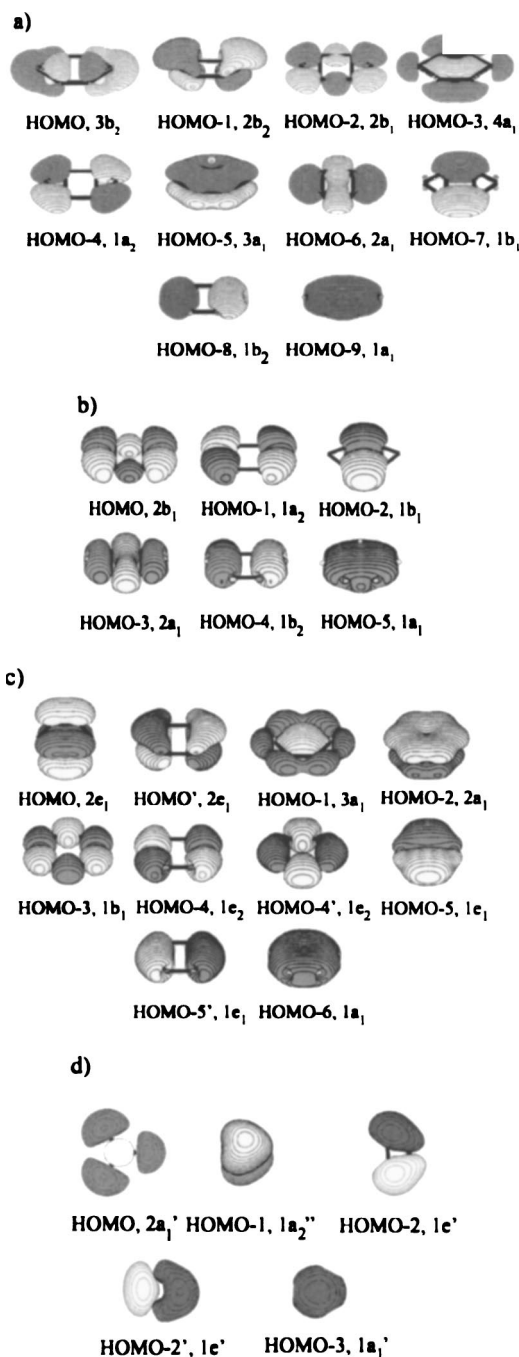 a)
HOMO, 3b₂ HOMO-1, 2b₂ HOMO-2, 2b₁ HOMO-3, 4a₁
HOMO-4, 1a₂ HOMO-5, 3a₁ HOMO-6, 2a₁ HOMO-7, 1b₁
HOMO-8, 1b₂ HOMO-9, 1a₁
b)
HOMO, 2b₁ HOMO-1, 1a₂ HOMO-2, 1b₁
HOMO-3, 2a₁ HOMO-4, 1b₂ HOMO-5, 1a₁
c)
HOMO, 2e₁ HOMO', 2e₁ HOMO-1, 3a₁ HOMO-2, 2a₁
HOMO-3, 1b₁ HOMO-4, 1e₂ HOMO-4', 1e₂ HOMO-5, 1e₁
HOMO-5', 1e₁ HOMO-6, 1a₁
d)
HOMO, 2a₁' HOMO-1, 1a₂" HOMO-2, 1e'
HOMO-2', 1e' HOMO-3, 1a₁'